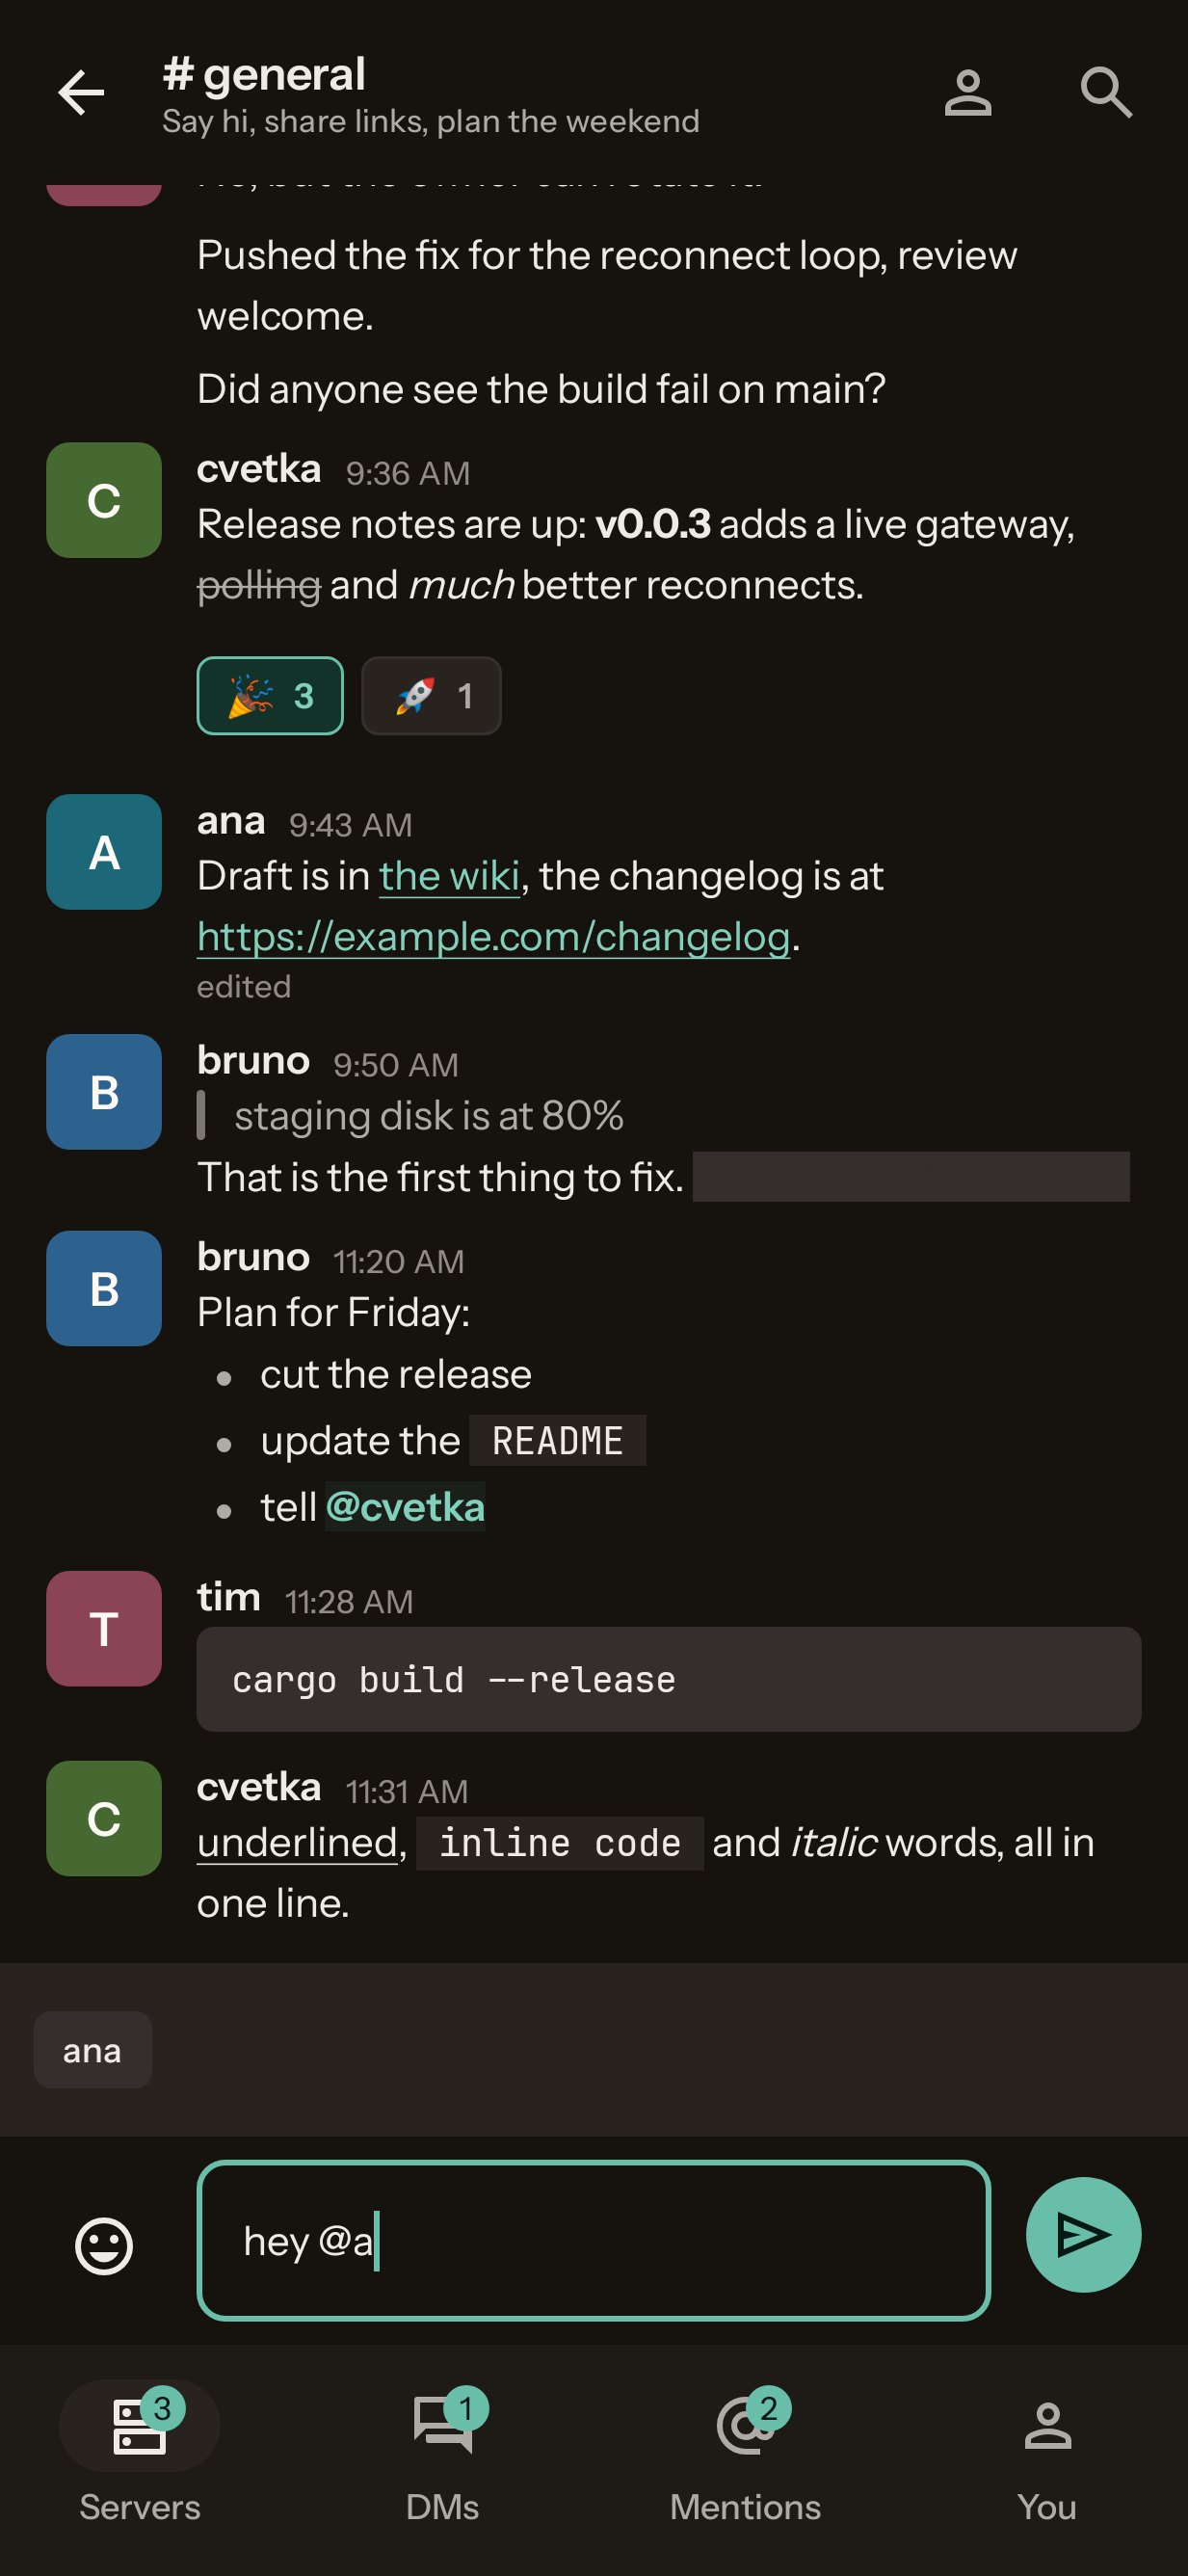 # general
Say hi, share links, plan the weekend
Pushed the fix for the reconnect loop, review
welcome.
Did anyone see the build fail on main?
C
cvetka 9:36 AM
Release notes are up: v0.0.3 adds a live gateway,
polling and much better reconnects.
🎉 3 🚀 1
A
ana 9:43 AM
Draft is in the wiki, the changelog is at
https://example.com/changelog.
edited
B
bruno 9:50 AM
staging disk is at 80%
That is the first thing to fix.
B
bruno 11:20 AM
Plan for Friday:
• cut the release
• update the README
• tell @cvetka
T
tim 11:28 AM
cargo build --release
C
cvetka 11:31 AM
underlined, inline code and italic words, all in
one line.
ana
hey @a
3 1 2
Servers DMs Mentions You